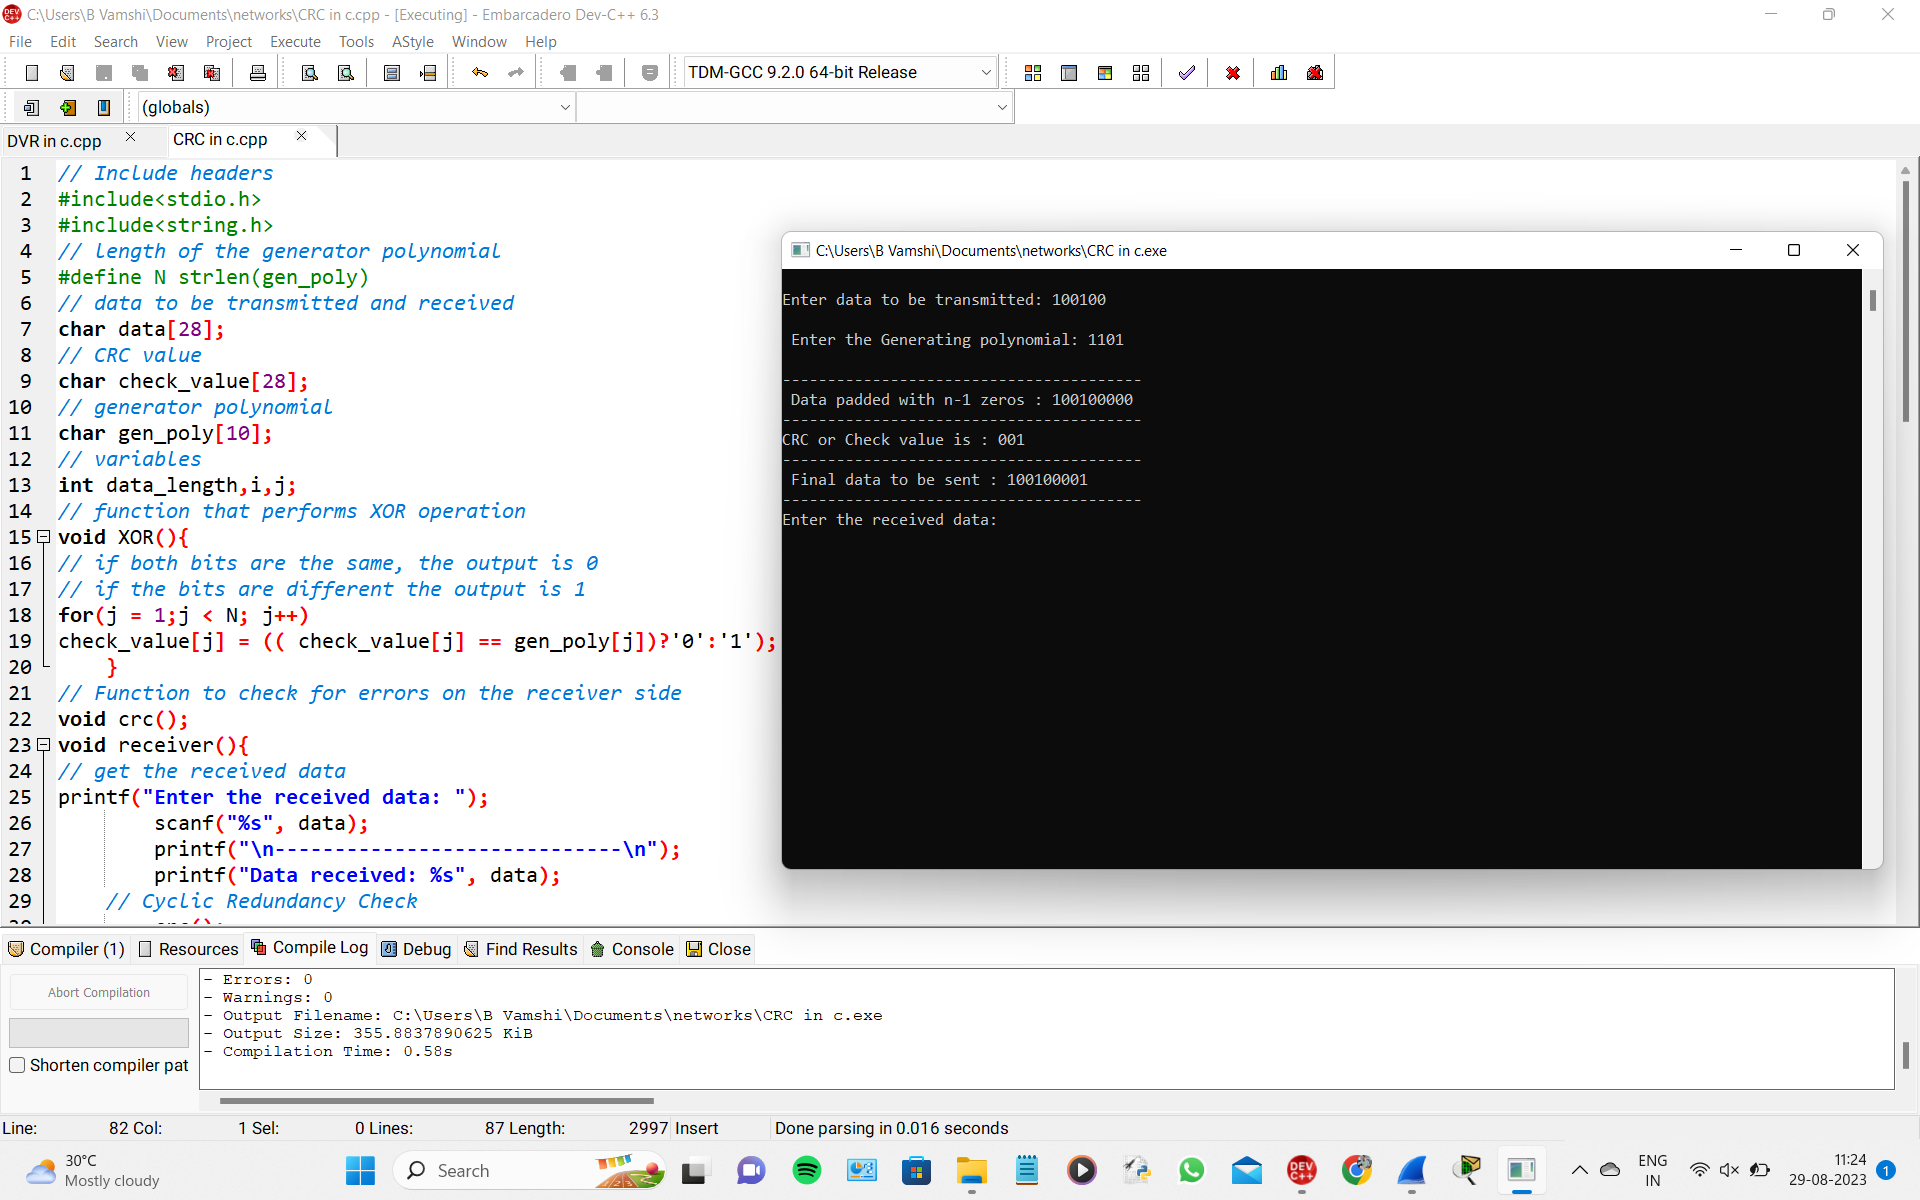 C:\Users\B Vamshi\Documents\networks\CRC in c.cpp - [Executing] - Embarcadero Dev-C++ 6.3
File Edit Search View Project Execute Tools AStyle Window Help
TDM-GCC 9.2.0 64-bit Release
(globals)
DVR in c.cpp CRC in c.cpp
1 // Include headers
2 #include<stdio.h>
3 #include<string.h>
4 // length of the generator polynomial
5 #define N strlen(gen_poly)
6 // data to be transmitted and received
7 char data[28];
8 // CRC value
9 char check_value[28];
10 // generator polynomial
11 char gen_poly[10];
12 // variables
13 int data_length,i,j;
14 // function that performs XOR operation
15 void XOR(){
16 // if both bits are the same, the output is 0
17 // if the bits are different the output is 1
18 for(j = 1;j < N; j++)
19 check_value[j] = (( check_value[j] == gen_poly[j])?'0':'1');
20 }
21 // Function to check for errors on the receiver side
22 void crc();
23 void receiver(){
24 // get the received data
25 printf("Enter the received data: ");
26 scanf("%s", data);
27 printf("\n-----------------------------\n");
28 printf("Data received: %s", data);
29 // Cyclic Redundancy Check
C:\Users\B Vamshi\Documents\networks\CRC in c.exe
Enter data to be transmitted: 100100
Enter the Generating polynomial: 1101
----------------------------------------
Data padded with n-1 zeros : 100100000
----------------------------------------
CRC or Check value is : 001
----------------------------------------
Final data to be sent : 100100001
----------------------------------------
Enter the received data:
Compiler (1) Resources Compile Log Debug Find Results Console Close
Abort Compilation
Shorten compiler pat
- Errors: 0
- Warnings: 0
- Output Filename: C:\Users\B Vamshi\Documents\networks\CRC in c.exe
- Output Size: 355.8837890625 KiB
- Compilation Time: 0.58s
Line: 82 Col: 1 Sel: 0 Lines: 87 Length: 2997 Insert Done parsing in 0.016 seconds
30°C
Mostly cloudy
Search
DEV
C++
ENG
IN
11:24
29-08-2023
1